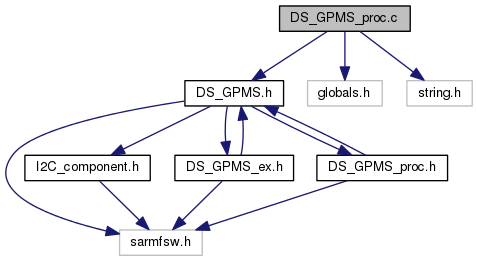 DS_GPMS_proc.c
DS_GPMS.h
globals.h
string.h
I2C_component.h
DS_GPMS_ex.h
DS_GPMS_proc.h
sarmfsw.h